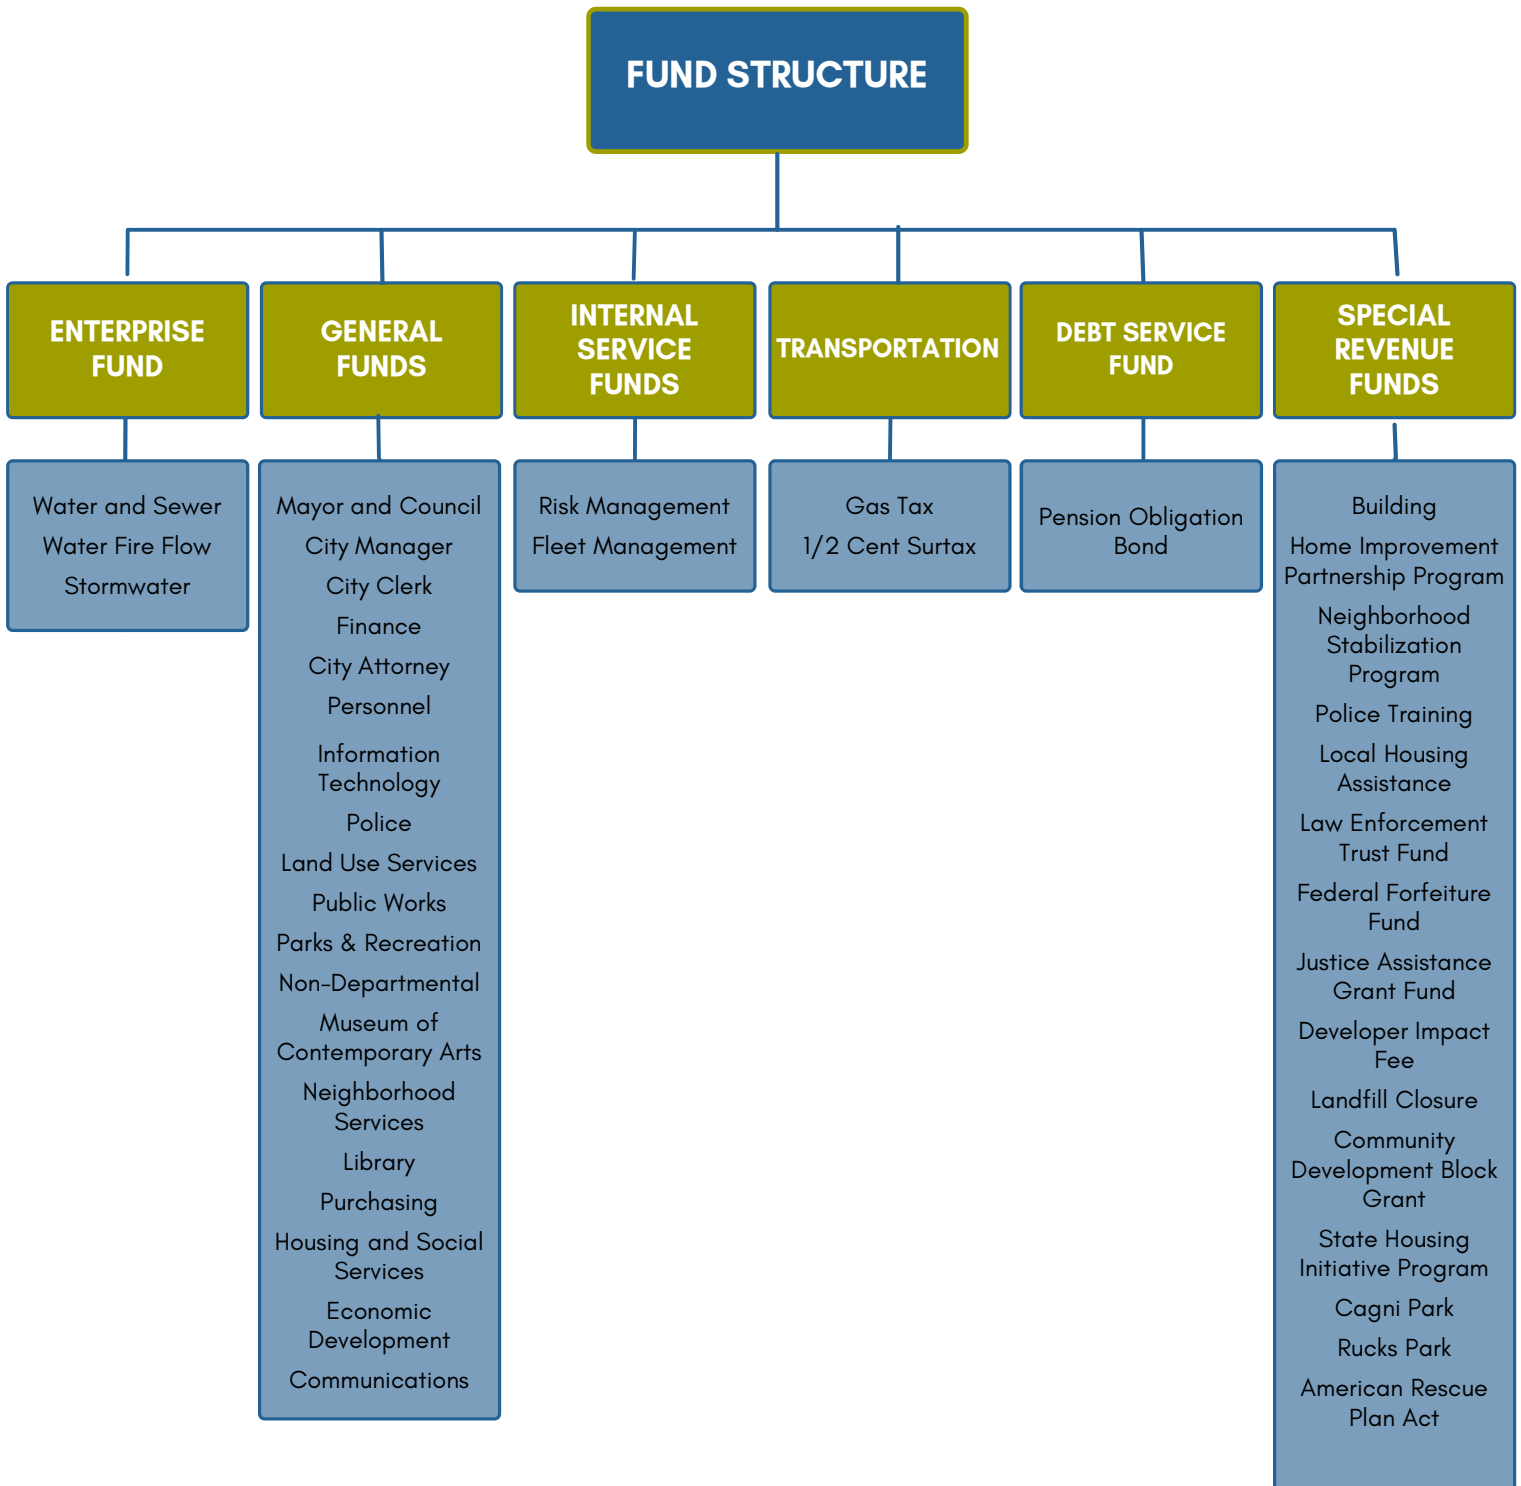 FUND STRUCTURE
ENTERPRISE
FUND
Water and Sewer
Water Fire Flow
Stormwater
GENERAL
FUNDS
Mayor and Council
City Manager
City Clerk
Finance
City Attorney
Personnel
Information
Technology
Police
Land Use Services
Public Works
Parks & Recreation
Non-Departmental
Museum of
Contemporary Arts
Neighborhood
Services
Library
Purchasing
Housing and Social
Services
Economic
Development
Communications
INTERNAL
SERVICE
FUNDS
Risk Management
Fleet Management
TRANSPORTATION
Gas Tax
1/2 Cent Surtax
DEBT SERVICE
FUND
Pension Obligation
Bond
SPECIAL
REVENUE
FUNDS
Building
Home Improvement
Partnership Program
Neighborhood
Stabilization
Program
Police Training
Local Housing
Assistance
Law Enforcement
Trust Fund
Federal Forfeiture
Fund
Justice Assistance
Grant Fund
Developer Impact
Fee
Landfill Closure
Community
Development Block
Grant
State Housing
Initiative Program
Cagni Park
Rucks Park
American Rescue
Plan Act